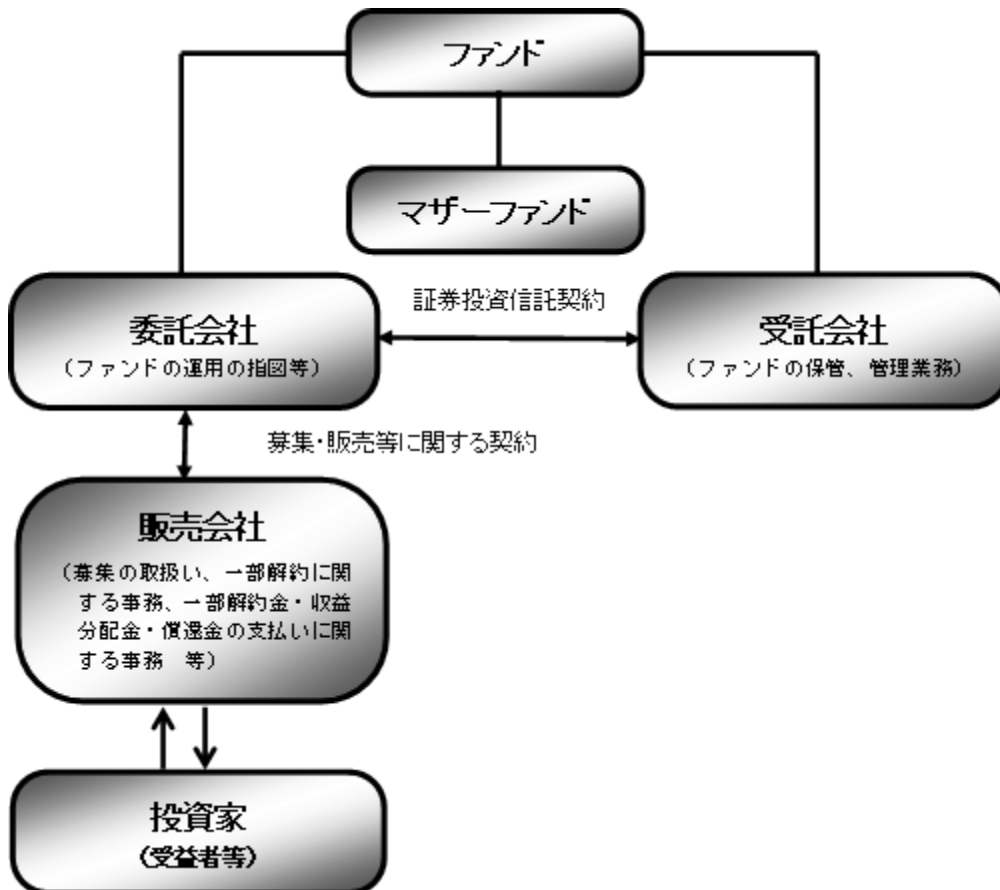 ファンド
マザーファンド
証券投資信託契約
委託会社
(ファンドの運用の指図等)
受託会社
(ファンドの保管、管理業務)
募集・販売等に関する契約
販売会社
(募集の取扱い、一部解約に関
する事務、一部解約金・収益
分配金・償還金の支払いに関
する事務　等)
投資家
(受益者等)